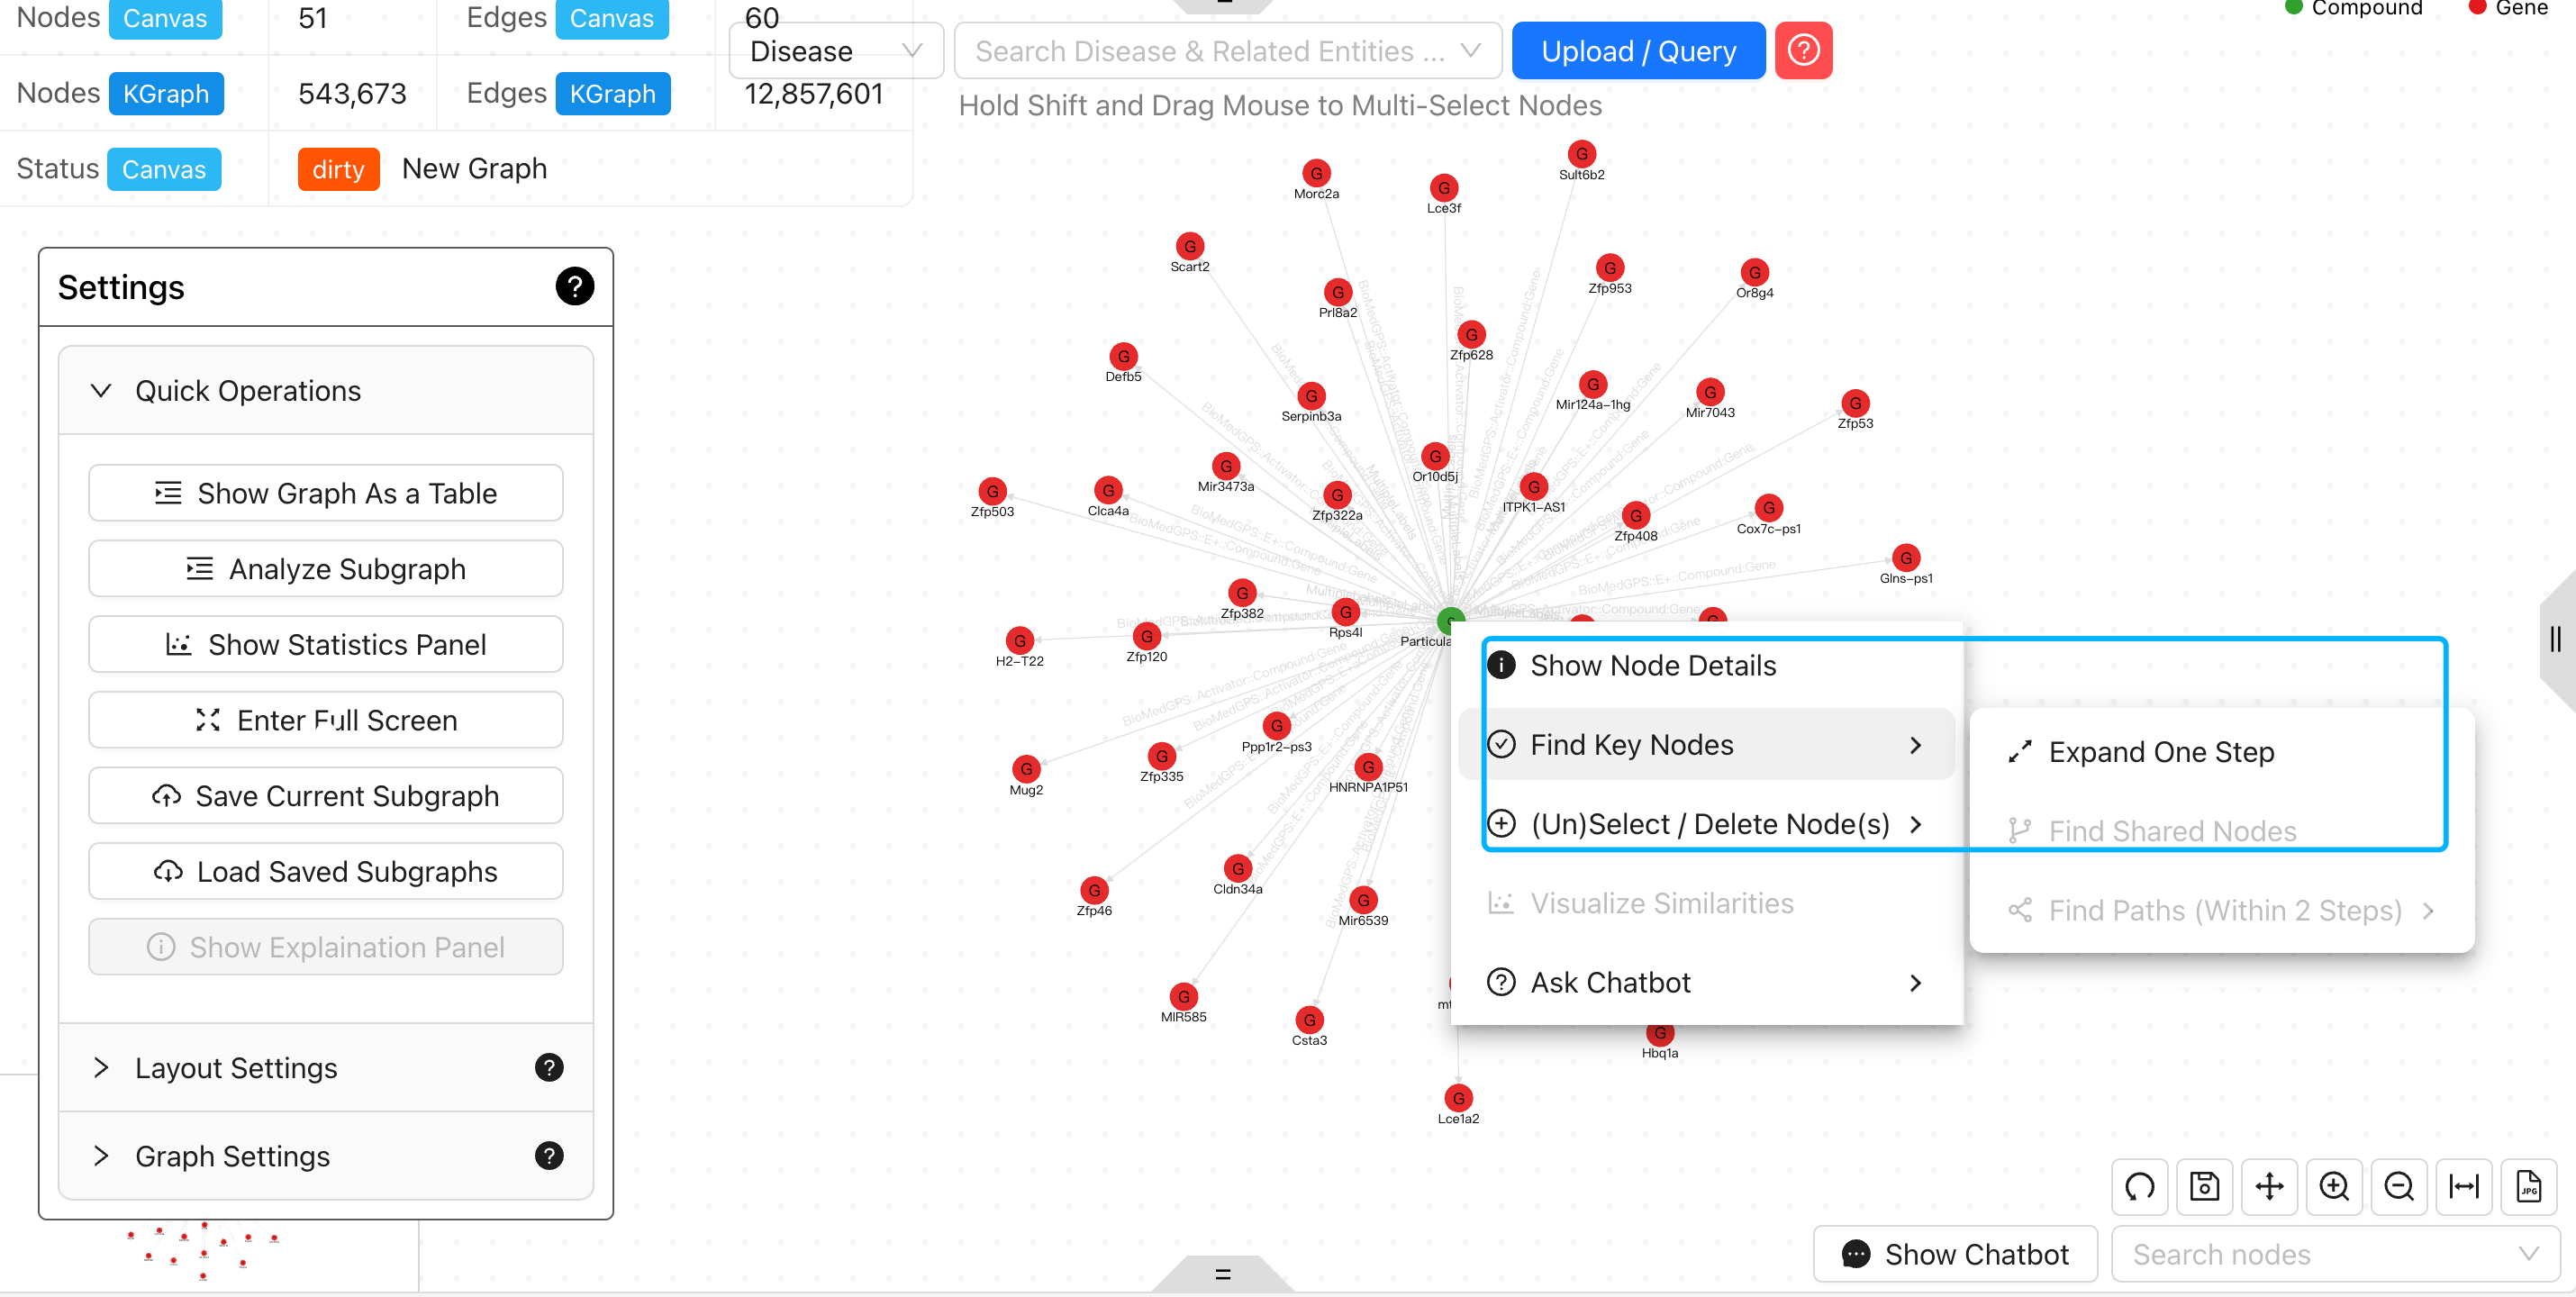 Nodes Canvas 51 Edges Canvas 60
Nodes KGraph 543,673 Edges KGraph 12,857,601
Status Canvas dirty New Graph
Disease
Search Disease & Related Entities ...
Upload / Query
Hold Shift and Drag Mouse to Multi-Select Nodes
Compound
Gene
Settings
Quick Operations
Show Graph As a Table
Analyze Subgraph
Show Statistics Panel
Enter Full Screen
Save Current Subgraph
Load Saved Subgraphs
Show Explaination Panel
Layout Settings
Graph Settings
G
Sult6b2
G
Morc2a
G
Lce3f
G
Scart2
G
Zfp953
G
Or8g4
G
Prl8a2
G
Zfp628
G
Defb5
G
Serpinb3a
G
Mir124a-1hg
G
Mir7043
G
Zfp53
G
Or10d5j
G
Mir3473a
G
Zfp503
G
Clca4a
G
Zfp322a
G
ITPK1-AS1
G
Zfp408
G
Cox7c-ps1
G
Glns-ps1
BioMedGPS::E+::Compound:Gene
G
Zfp382
G
Rps4l
G
H2-T22
G
Zfp120
G
Ppp1r2-ps3
G
Zfp335
G
Mug2
G
HNRNPA1P51
G
Cldn34a
G
Zfp46
G
Mir6539
G
MIR585
G
Csta3
G
Hbq1a
G
Lce1a2
Show Node Details
Find Key Nodes
(Un)Select / Delete Node(s)
Visualize Similarities
Ask Chatbot
Expand One Step
Find Shared Nodes
Find Paths (Within 2 Steps)
JPG
Show Chatbot
Search nodes